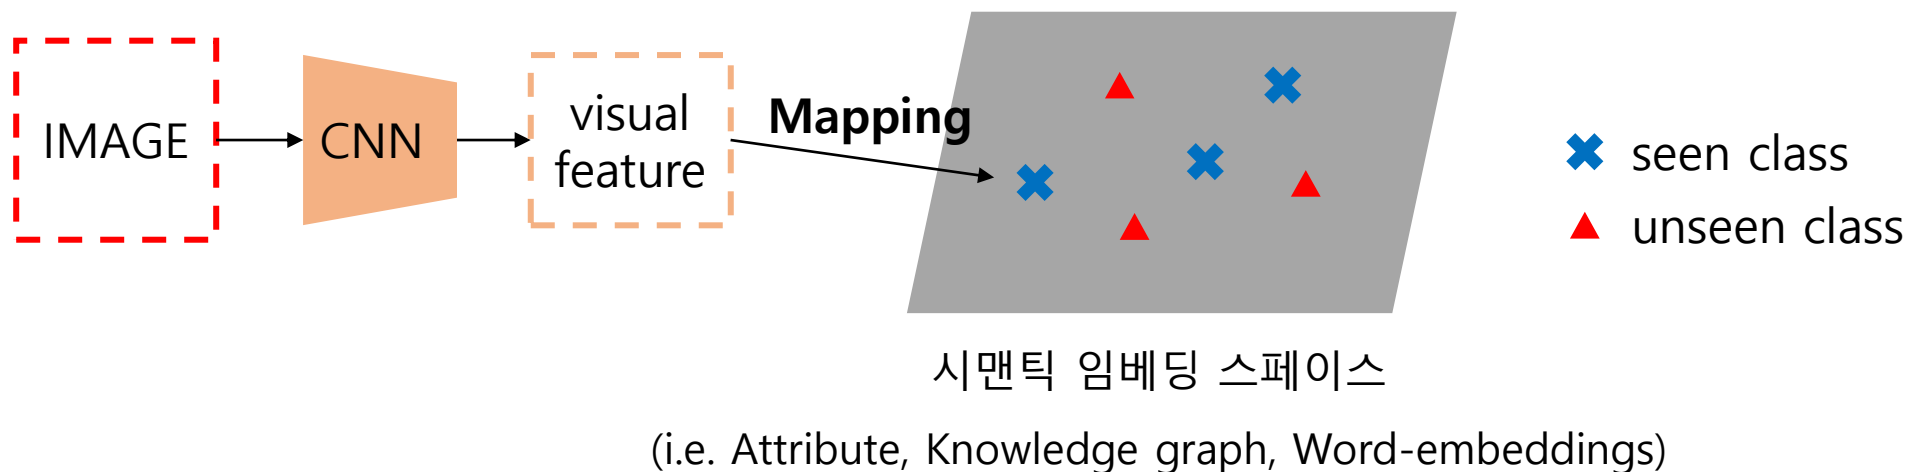 IMAGE
CNN
visual
feature
Mapping
seen class
unseen class
시맨틱 임베딩 스페이스
(i.e. Attribute, Knowledge graph, Word-embeddings)